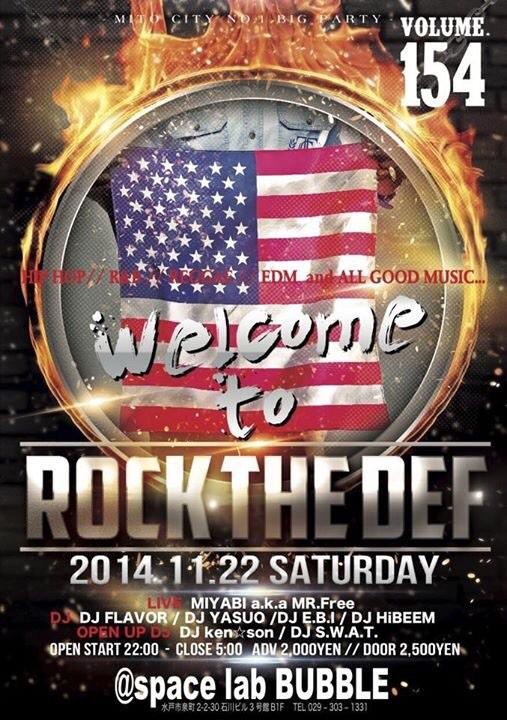 - MITO CITY NO.1 BIG PARTY -
VOLUME.
154
HIP HOP // R&B // REGGAE // EDM and ALL GOOD MUSIC...
Welcome
to
ROCK THE DEF
2014.11.22 SATURDAY
LIVE MIYABI a.k.a MR.Free
DJ DJ FLAVOR / DJ YASUO /DJ E.B.I / DJ HiBEEM
OPEN UP DJ DJ ken☆son / DJ S.W.A.T.
OPEN START 22:00 - CLOSE 5:00 ADV 2,000YEN // DOOR 2,500YEN
@space lab BUBBLE
水戸市泉町2-2-30石川ビル3号館B1F TEL 029-303-1331